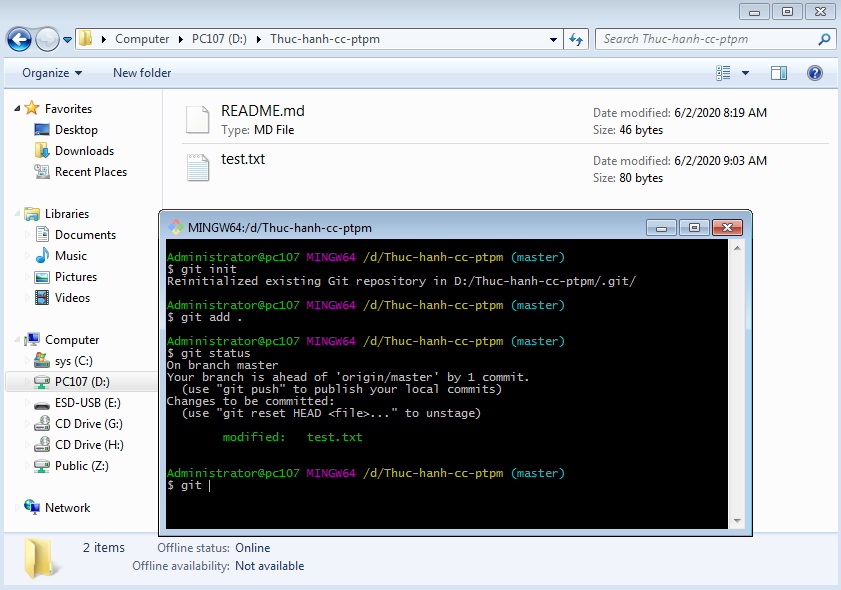 Computer PC107 (D:) Thuc-hanh-cc-ptpm
Search Thuc-hanh-cc-ptpm
Organize New folder
Favorites
Desktop
Downloads
Recent Places
Libraries
Documents
Music
Pictures
Videos
Computer
sys (C:)
PC107 (D:)
ESD-USB (E:)
CD Drive (G:)
CD Drive (H:)
Public (Z:)
Network
README.md
Type: MD File
Date modified: 6/2/2020 8:19 AM
Size: 46 bytes
test.txt
Date modified: 6/2/2020 9:03 AM
Size: 80 bytes
MINGW64:/d/Thuc-hanh-cc-ptpm
Administrator@pc107 MINGW64 /d/Thuc-hanh-cc-ptpm (master)
$ git init
Reinitialized existing Git repository in D:/Thuc-hanh-cc-ptpm/.git/
Administrator@pc107 MINGW64 /d/Thuc-hanh-cc-ptpm (master)
$ git add .
Administrator@pc107 MINGW64 /d/Thuc-hanh-cc-ptpm (master)
$ git status
On branch master
Your branch is ahead of 'origin/master' by 1 commit.
(use "git push" to publish your local commits)
Changes to be committed:
(use "git reset HEAD <file>..." to unstage)
modified: test.txt
Administrator@pc107 MINGW64 /d/Thuc-hanh-cc-ptpm (master)
$ git
2 items
Offline status: Online
Offline availability: Not available